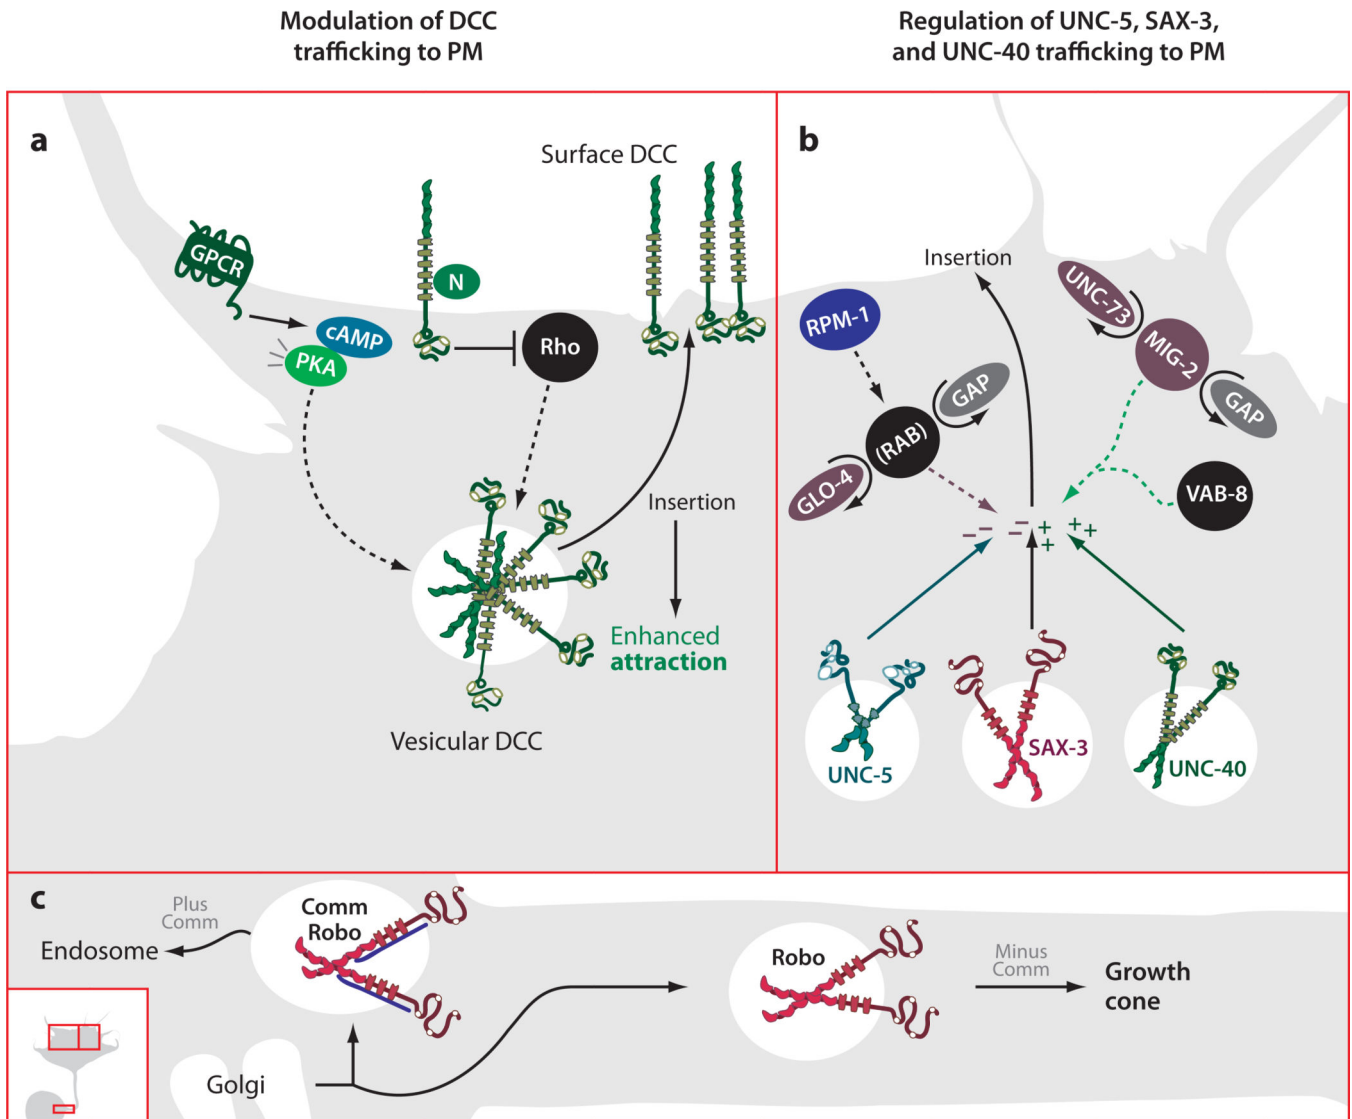 Modulation of DCC
trafficking to PM
Regulation of UNC-5, SAX-3,
and UNC-40 trafficking to PM
a
Surface DCC
GPCR
N
cAMP
PKA
Rho
Insertion
Enhanced
attraction
Vesicular DCC
b
Insertion
UNC-73
RPM-1
MIG-2
GAP
GAP
(RAB)
GLO-4
VAB-8
– – – – + + + +
UNC-5
SAX-3
UNC-40
c
Plus
Comm
Endosome
Comm
Robo
Robo
Minus
Comm
Growth
cone
Golgi